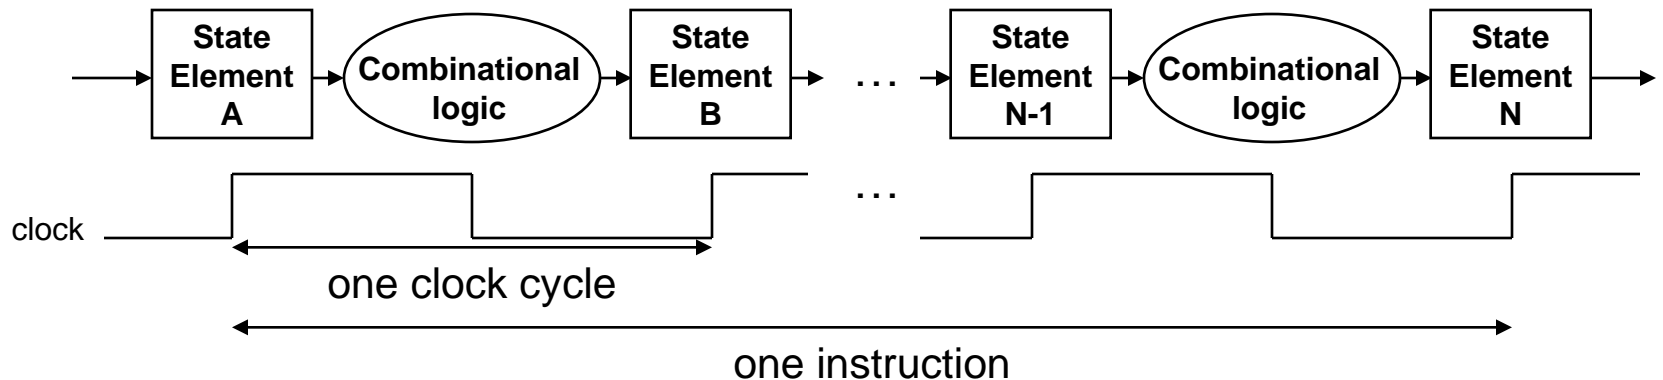 State
Element
A
Combinational
logic
State
Element
B
. . .
State
Element
N-1
Combinational
logic
State
Element
N
clock
. . .
one clock cycle
one instruction